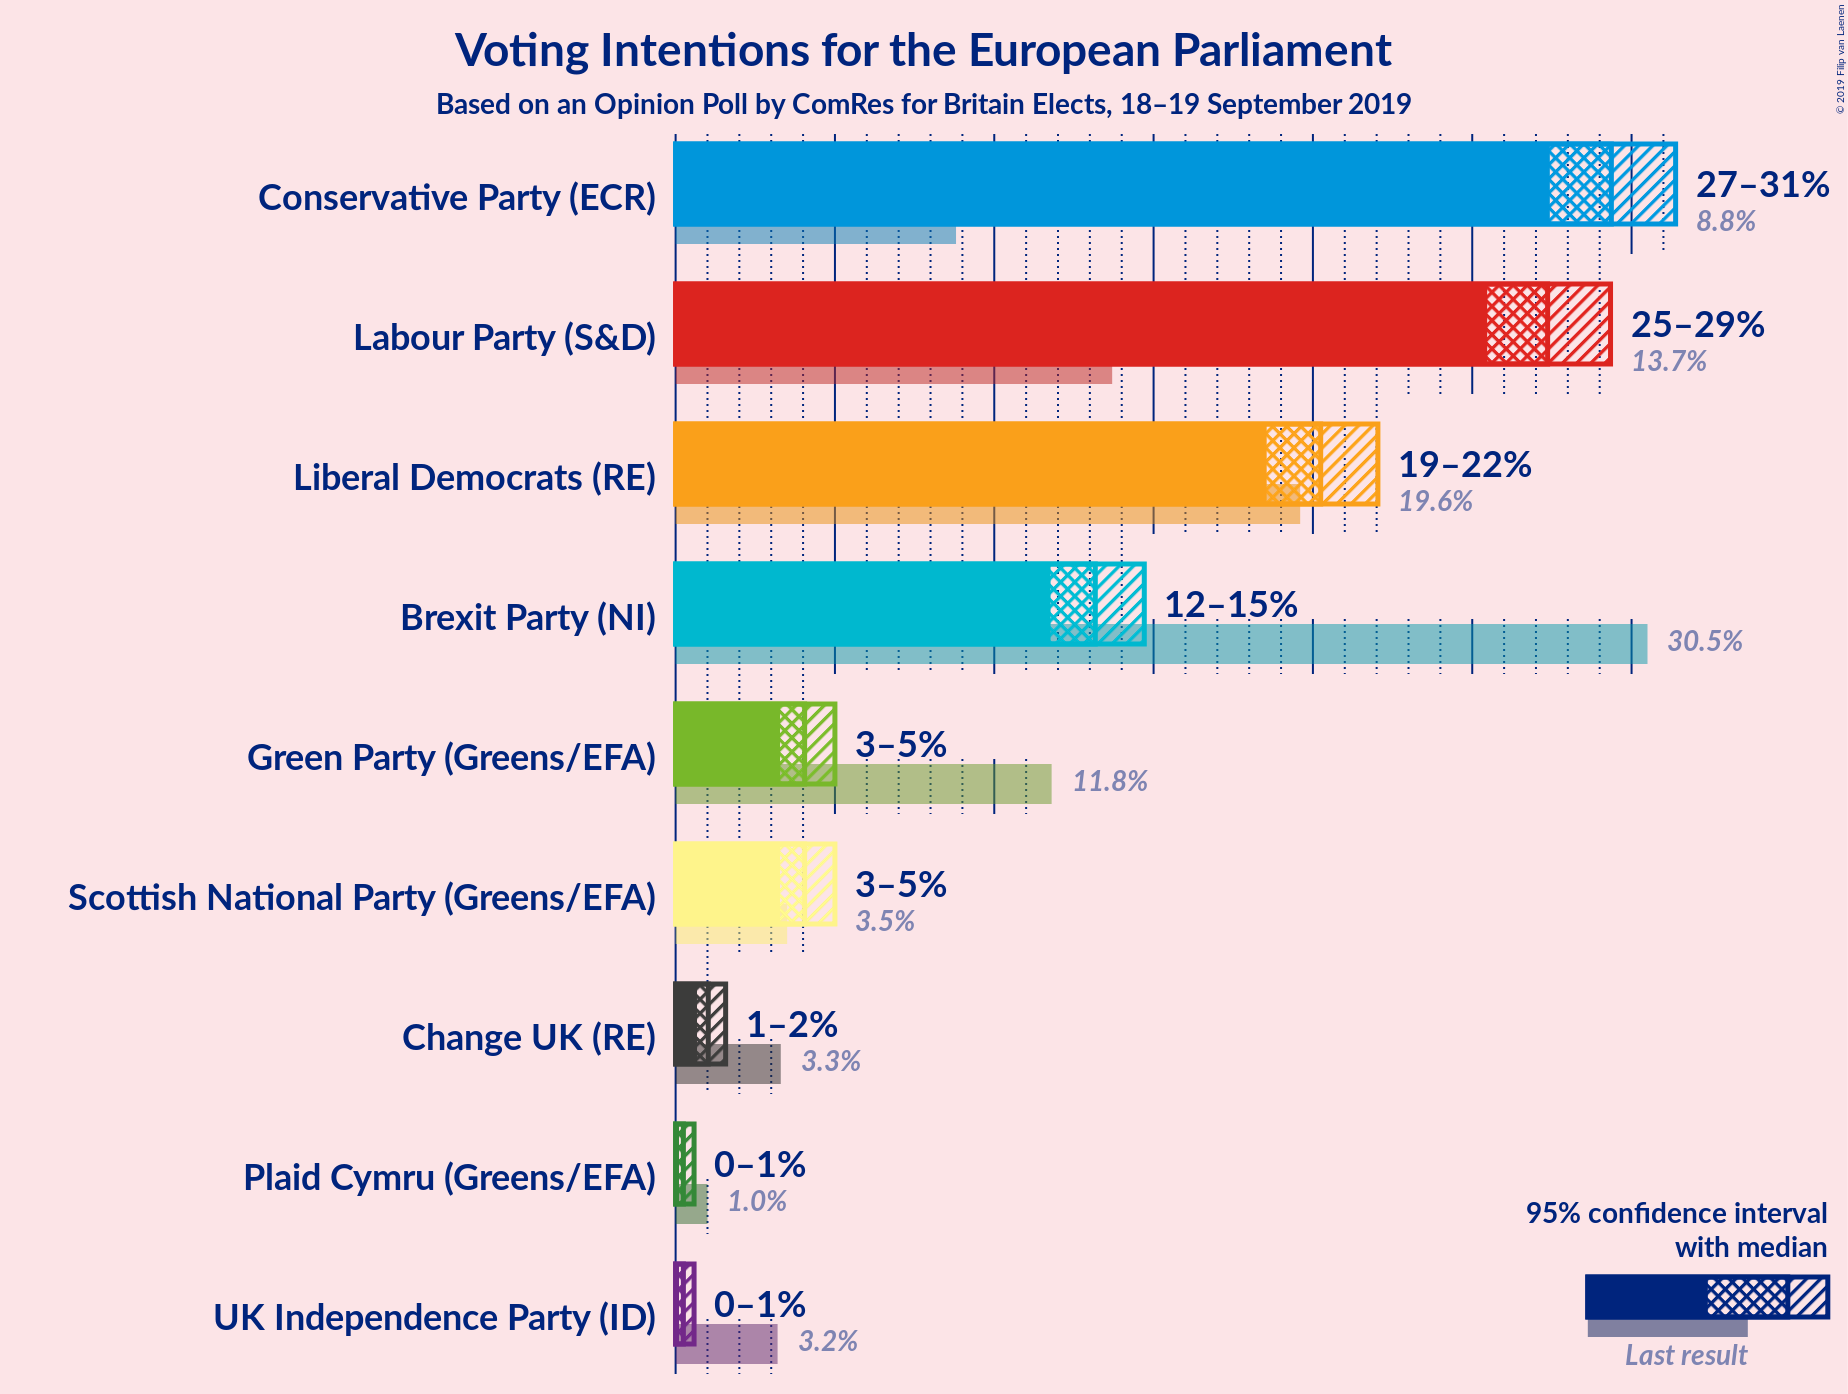 Voting Intentions for the European Parliament
Based on an Opinion Poll by ComRes for Britain Elects, 18–19 September 2019
© 2019 Filip van Laenen
Conservative Party (ECR)
27–31%
8.8%
Labour Party (S&D)
25–29%
13.7%
Liberal Democrats (RE)
19–22%
19.6%
Brexit Party (NI)
12–15%
30.5%
Green Party (Greens/EFA)
3–5%
11.8%
Scottish National Party (Greens/EFA)
3–5%
3.5%
Change UK (RE)
1–2%
3.3%
Plaid Cymru (Greens/EFA)
0–1%
1.0%
UK Independence Party (ID)
0–1%
3.2%
95% confidence interval
with median
Last result